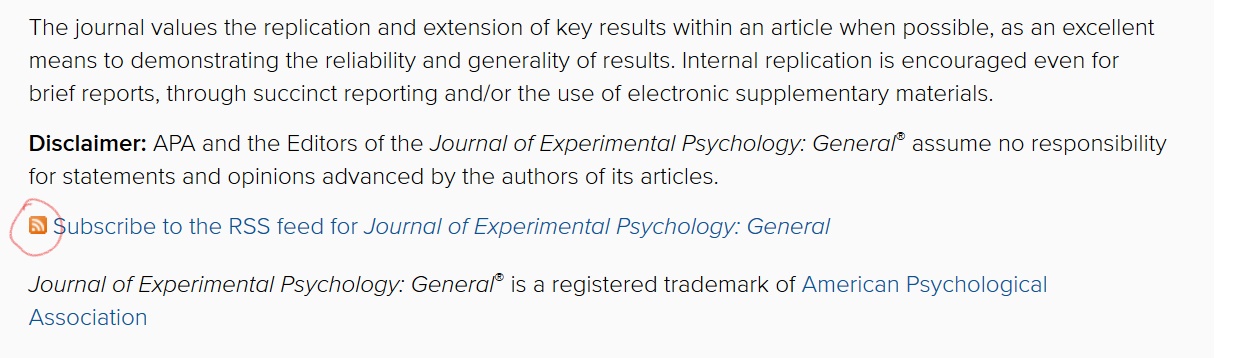 The journal values the replication and extension of key results within an article when possible, as an excellent
means to demonstrating the reliability and generality of results. Internal replication is encouraged even for
brief reports, through succinct reporting and/or the use of electronic supplementary materials.
Disclaimer: APA and the Editors of the Journal of Experimental Psychology: General® assume no responsibility
for statements and opinions advanced by the authors of its articles.
Subscribe to the RSS feed for Journal of Experimental Psychology: General
Journal of Experimental Psychology: General® is a registered trademark of American Psychological
Association